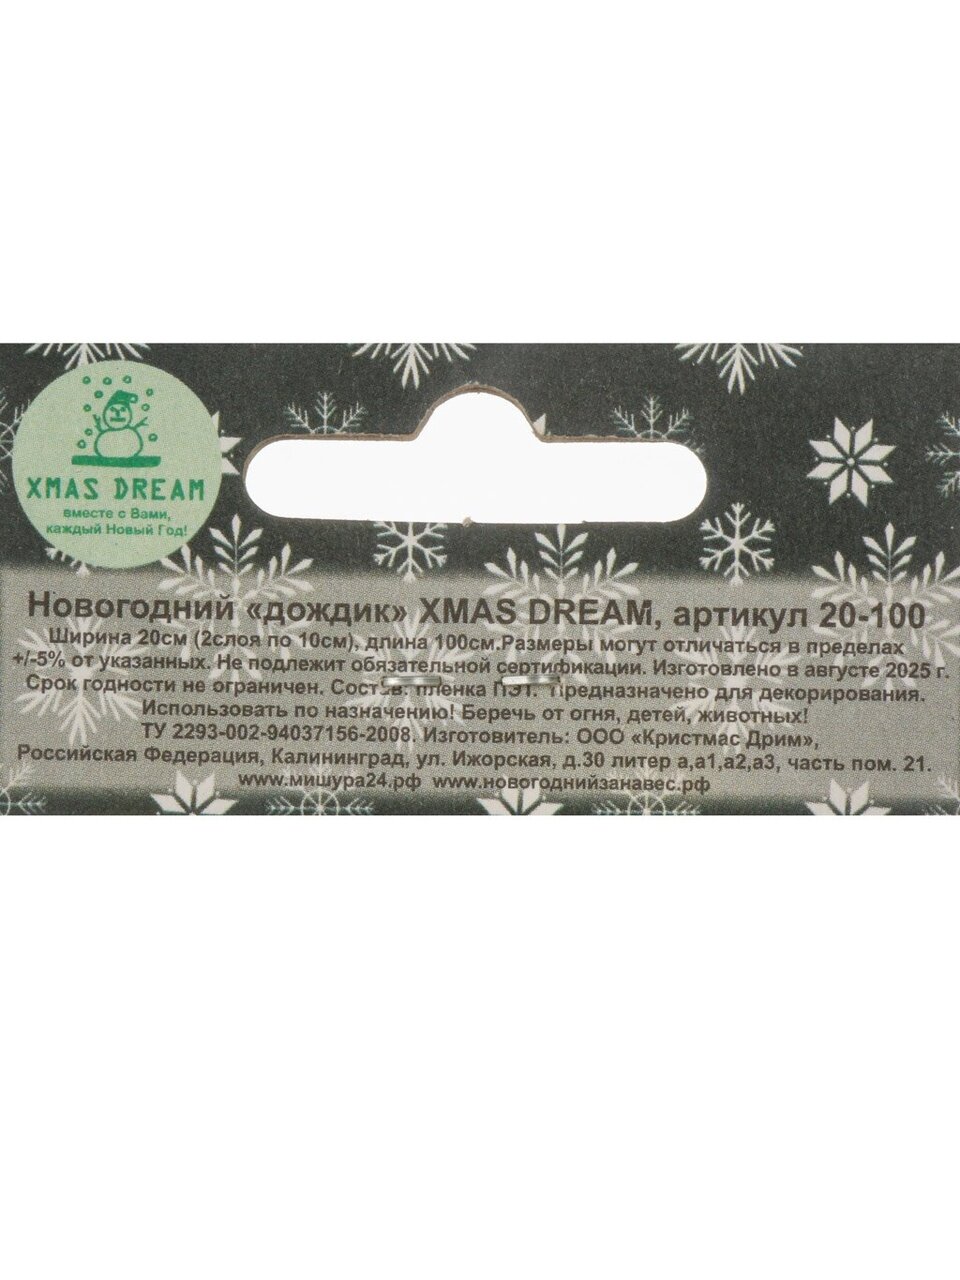 XMAS DREAM
вместе с Вами,
каждый Новый Год!
Новогодний «дождик» XMAS DREAM, артикул 20-100
Ширина 20см (2слоя по 10см), длина 100см.Размеры могут отличаться в пределах
+/-5% от указанных. Не подлежит обязательной сертификации. Изготовлено в августе 2025 г.
Срок годности не ограничен. Состав: пленка ПЭТ. Предназначено для декорирования.
Использовать по назначению! Беречь от огня, детей, животных!
ТУ 2293-002-94037156-2008. Изготовитель: ООО «Кристмас Дрим»,
Российская Федерация, Калининград, ул. Ижорская, д.30 литер а,а1,а2,а3, часть пом. 21.
www.мишура24.рф www.новогоднийзанавес.рф